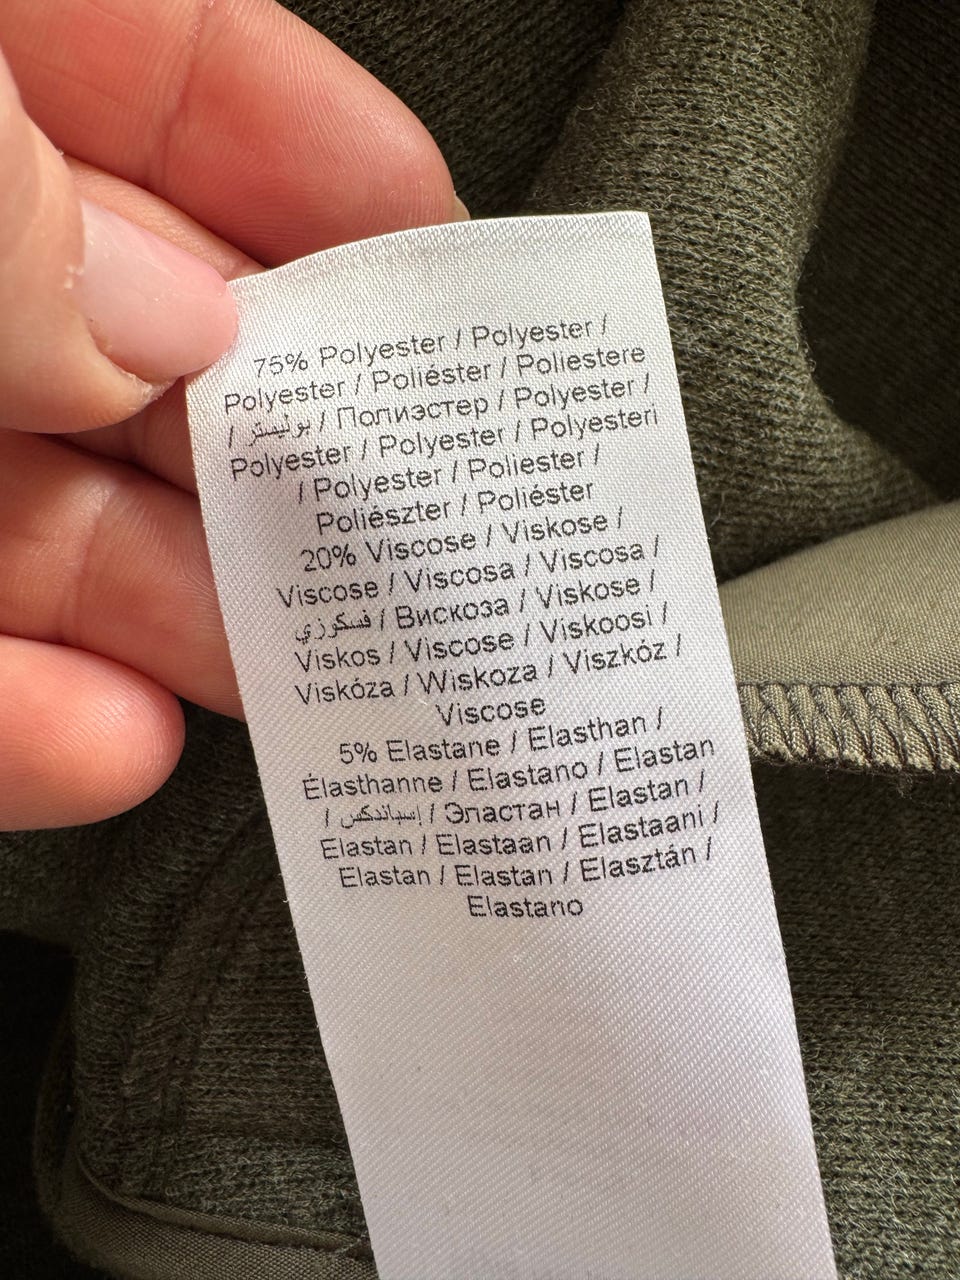 75% Polyester / Polyester /
Polyester / Poliéster / Poliestere
/ بوليستر / Полиэстер / Polyester /
Polyester / Polyester / Polyesteri
/ Polyester / Poliester /
Poliészter / Poliéster
20% Viscose / Viskose /
Viscose / Viscosa / Viscosa /
فسكوزي / Вискоза / Viskose /
Viskos / Viscose / Viskoosi /
Viskóza / Wiskoza / Viszkóz /
Viscose
5% Elastane / Elasthan /
Élasthanne / Elastano / Elastan
/ إسباندكس / Эластан / Elastan /
Elastan / Elastaan / Elastaani /
Elastan / Elastan / Elasztán /
Elastano